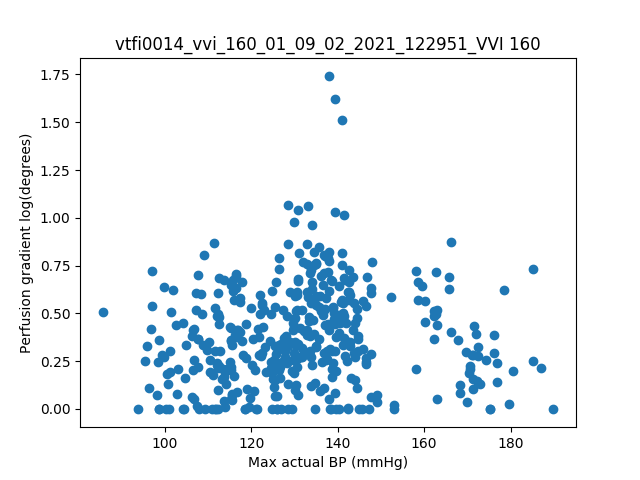 vtfi0014_vvi_160_01_09_02_2021_122951_VVI 160
1.75
1.50
1.25
1.00
0.75
0.50
0.25
0.00
Perfusion gradient log(degrees)
100 120 140 160 180
Max actual BP (mmHg)